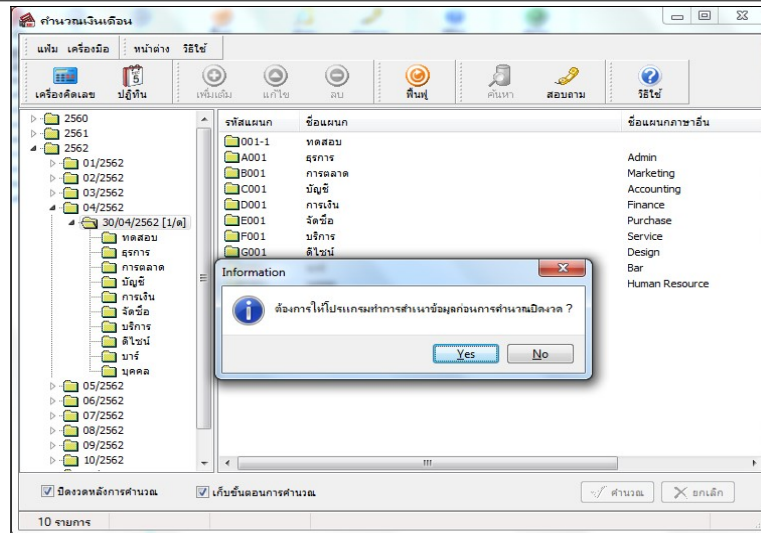 คำนวณเงินเดือน
แฟ้ม เครื่องมือ หน้าต่าง วิธีใช้
เครื่องคิดเลข ปฏิทิน เพิ่มเติม แก้ไข ลบ ฟื้นฟู ค้นหา สอบถาม วิธีใช้
2560
2561
2562
01/2562
02/2562
03/2562
04/2562
30/04/2562 [1/ด]
ทดสอบ
ธุรการ
การตลาด
บัญชี
การเงิน
จัดซื้อ
บริการ
ดีไซน์
บาร์
บุคคล
05/2562
06/2562
07/2562
08/2562
09/2562
10/2562
รหัสแผนก ชื่อแผนก ชื่อแผนกภาษาอื่น
001-1 ทดสอบ
A001 ธุรการ Admin
B001 การตลาด Marketing
C001 บัญชี Accounting
D001 การเงิน Finance
E001 จัดซื้อ Purchase
F001 บริการ Service
G001 ดีไซน์ Design
Bar
Human Resource
Information
ต้องการให้โปรแกรมทำการสำเนาข้อมูลก่อนการคำนวณปิดงวด ?
Yes No
ปิดงวดหลังการคำนวณ เก็บขั้นตอนการคำนวณ คำนวณ ยกเลิก
10 รายการ